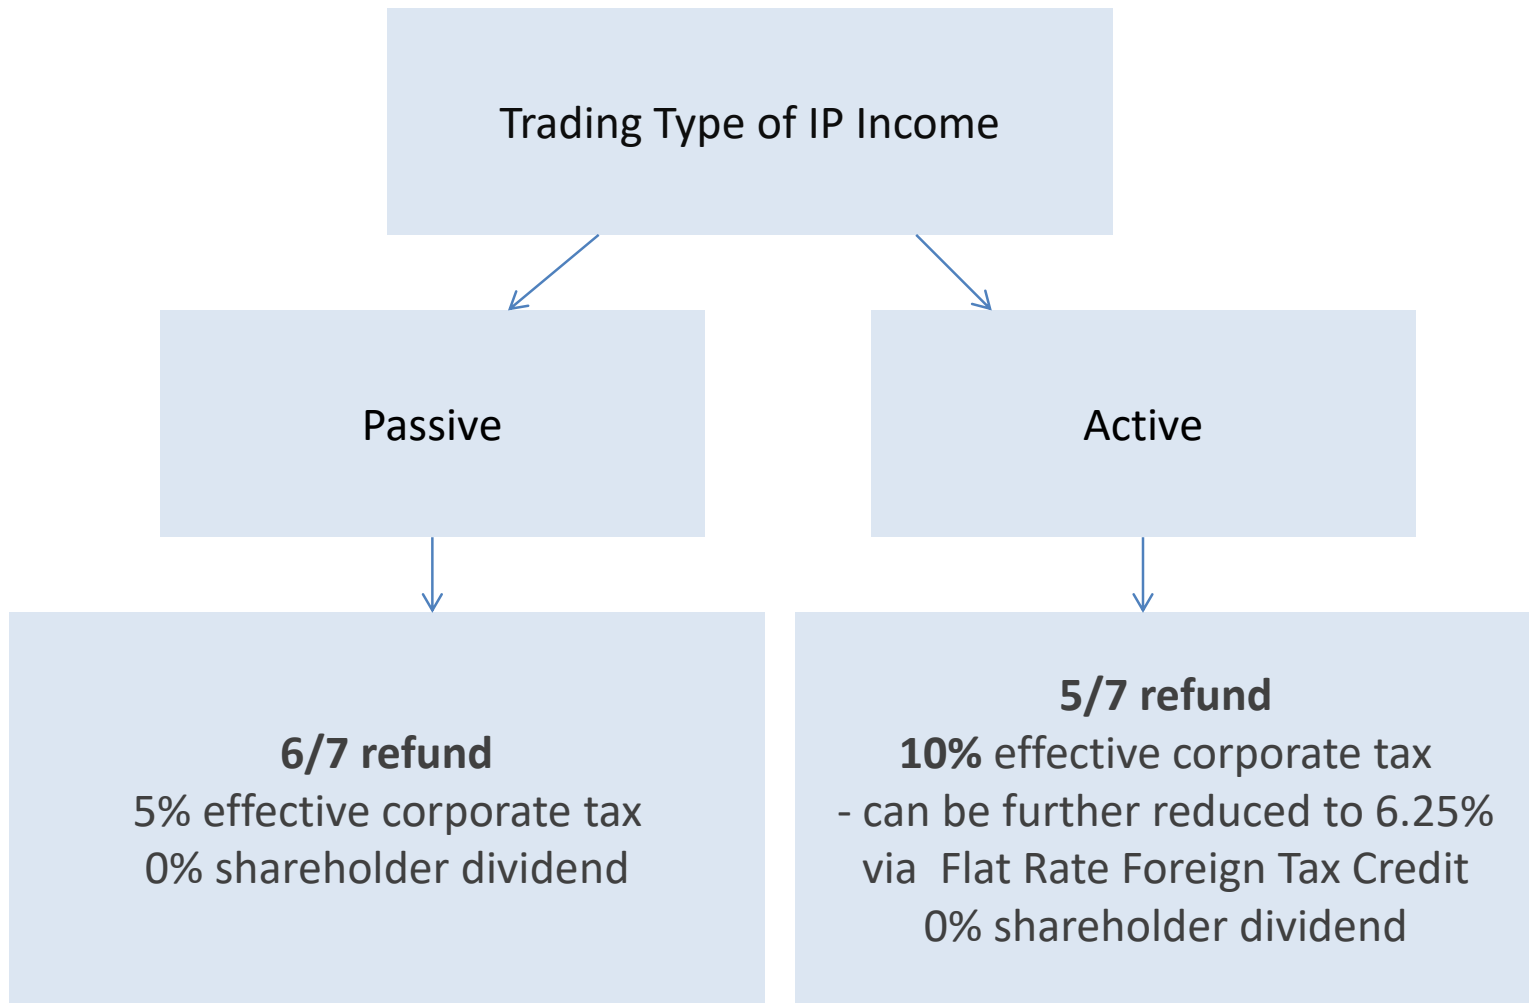 Trading Type of IP Income
Passive
Active
6/7 refund
5% effective corporate tax
0% shareholder dividend
5/7 refund
10% effective corporate tax
- can be further reduced to 6.25%
via  Flat Rate Foreign Tax Credit
0% shareholder dividend